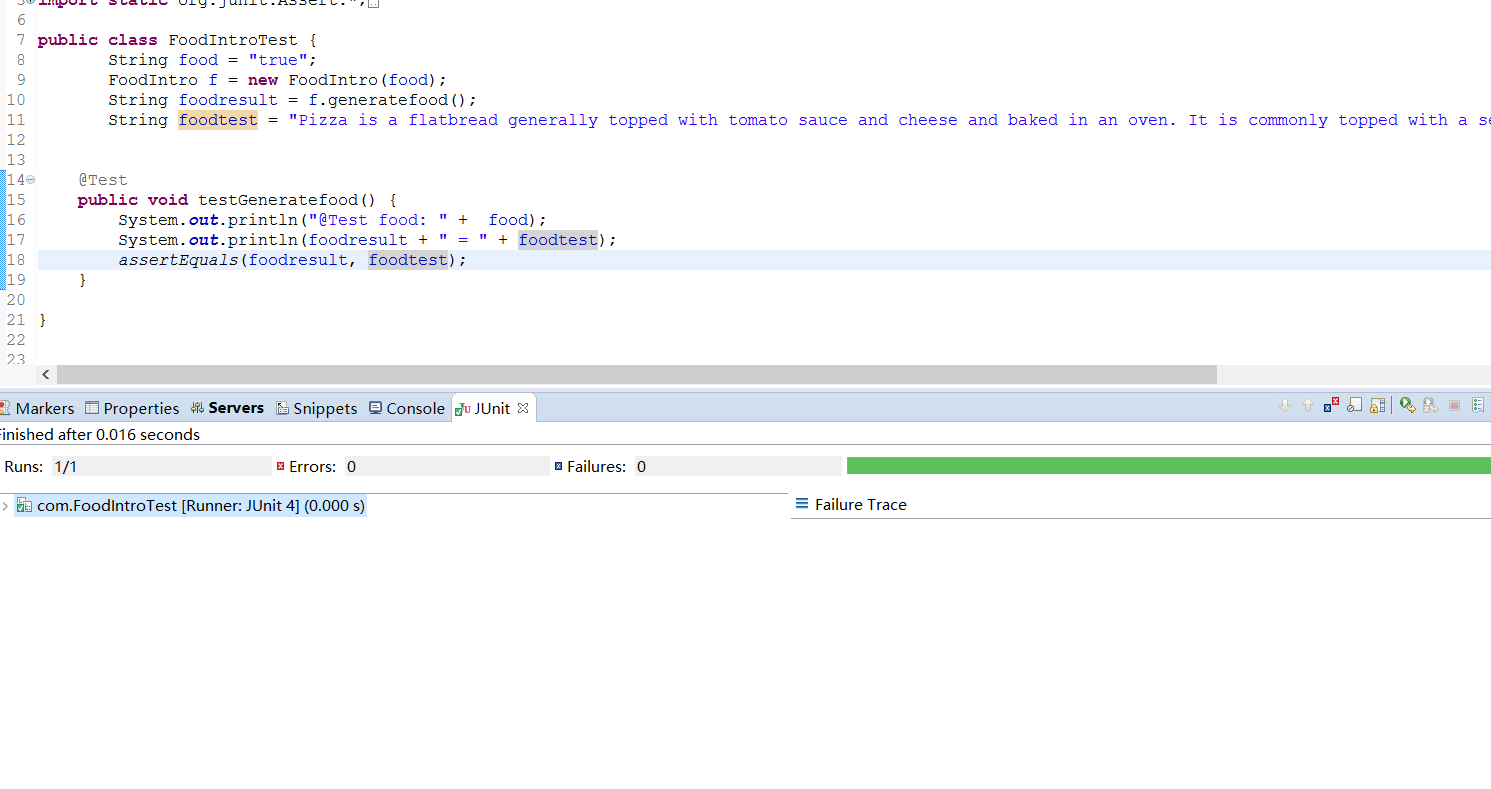 import static org.junit.Assert.*;
6
7 public class FoodIntroTest {
8 String food = "true";
9 FoodIntro f = new FoodIntro(food);
10 String foodresult = f.generatefood();
11 String foodtest = "Pizza is a flatbread generally topped with tomato sauce and cheese and baked in an oven. It is commonly topped with a se
12
13
14 @Test
15 public void testGeneratefood() {
16 System.out.println("@Test food: " +  food);
17 System.out.println(foodresult + " = " + foodtest);
18 assertEquals(foodresult, foodtest);
19 }
20
21 }
22
23
Markers Properties Servers Snippets Console JUnit
Finished after 0.016 seconds
Runs: 1/1 Errors: 0 Failures: 0
com.FoodIntroTest [Runner: JUnit 4] (0.000 s)
Failure Trace